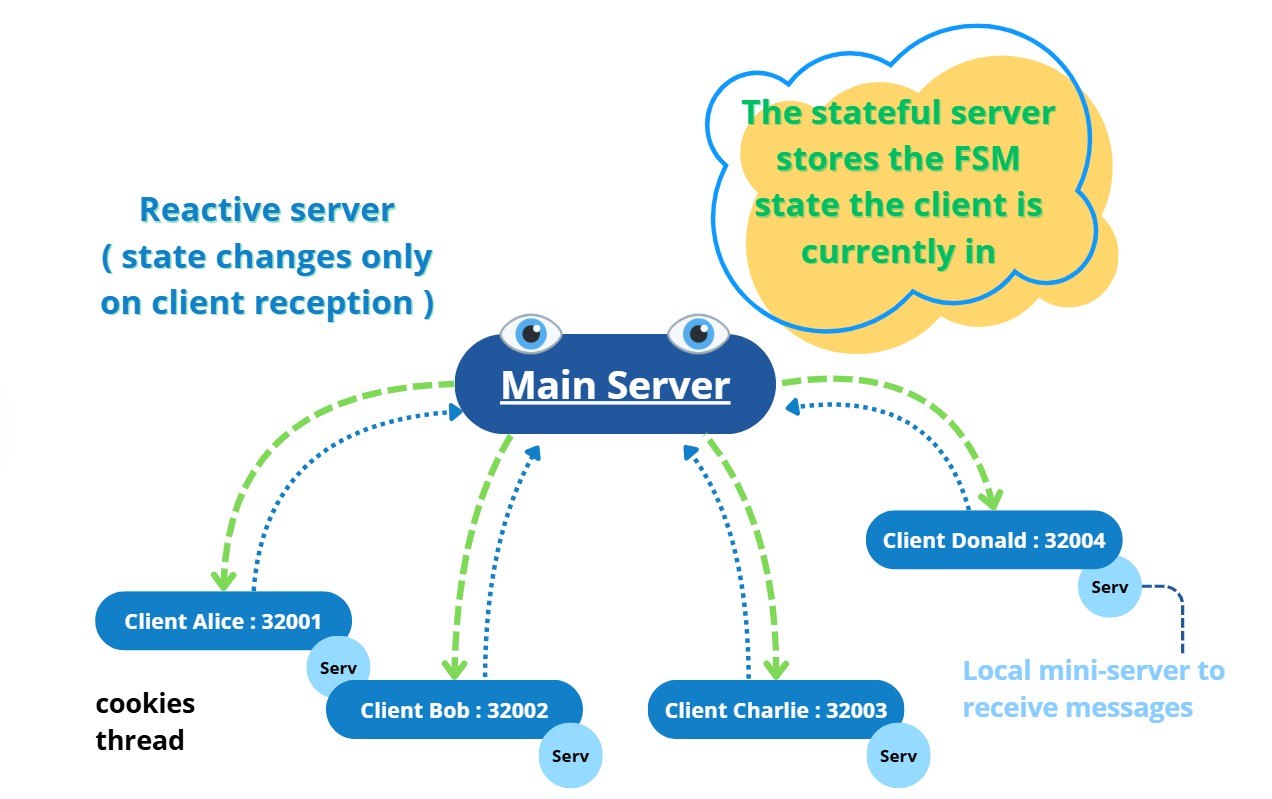 The stateful server
stores the FSM
state the client is
currently in
Reactive server
( state changes only
on client reception )
Main Server
Client Donald : 32004
Serv
Client Alice : 32001
Serv
Local mini-server to
receive messages
cookies
thread
Client Bob : 32002
Serv
Client Charlie : 32003
Serv